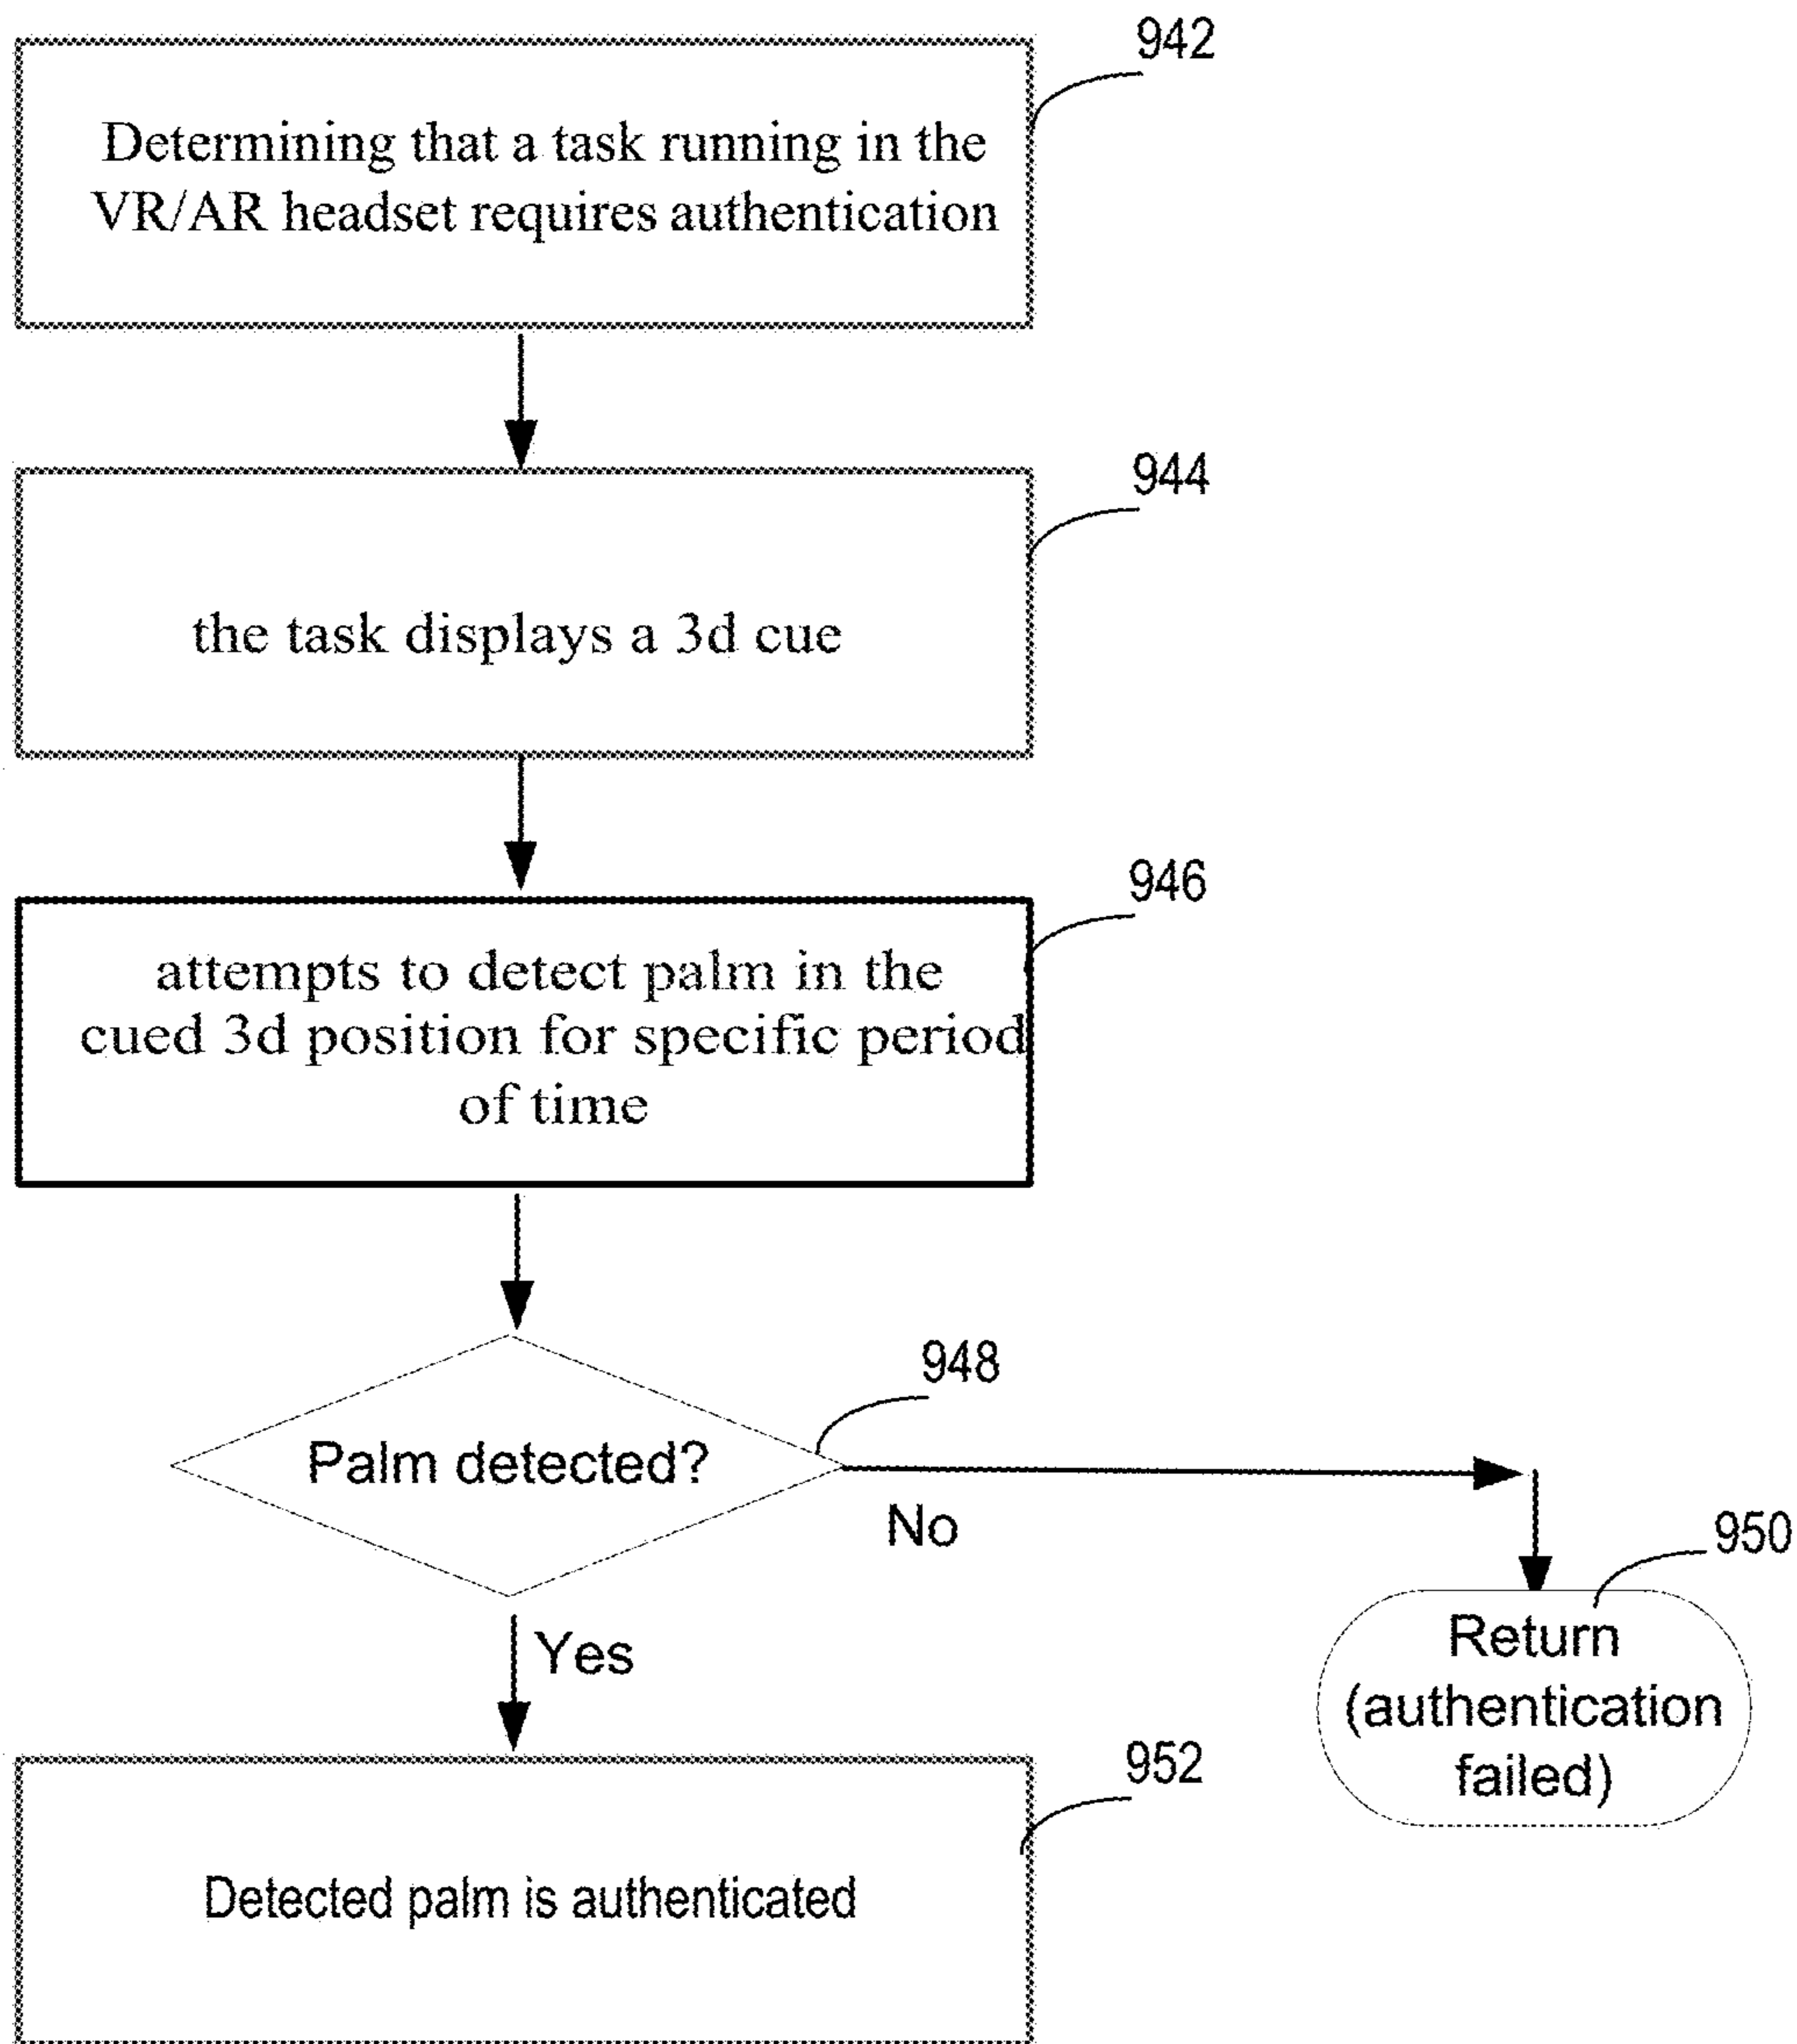 942
Determining that a task running in the
VR/AR headset requires authentication
944
the task displays a 3d cue
946
attempts to detect palm in the
cued 3d position for specific period
of time
948
Palm detected?
No
950
Return
(authentication
failed)
Yes
952
Detected palm is authenticated